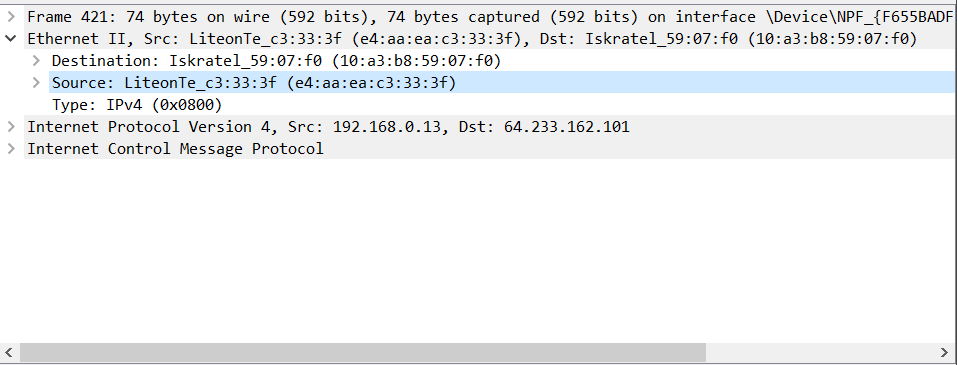 Frame 421: 74 bytes on wire (592 bits), 74 bytes captured (592 bits) on interface \Device\NPF_{F655BADF
Ethernet II, Src: LiteonTe_c3:33:3f (e4:aa:ea:c3:33:3f), Dst: Iskratel_59:07:f0 (10:a3:b8:59:07:f0)
Destination: Iskratel_59:07:f0 (10:a3:b8:59:07:f0)
Source: LiteonTe_c3:33:3f (e4:aa:ea:c3:33:3f)
Type: IPv4 (0x0800)
Internet Protocol Version 4, Src: 192.168.0.13, Dst: 64.233.162.101
Internet Control Message Protocol